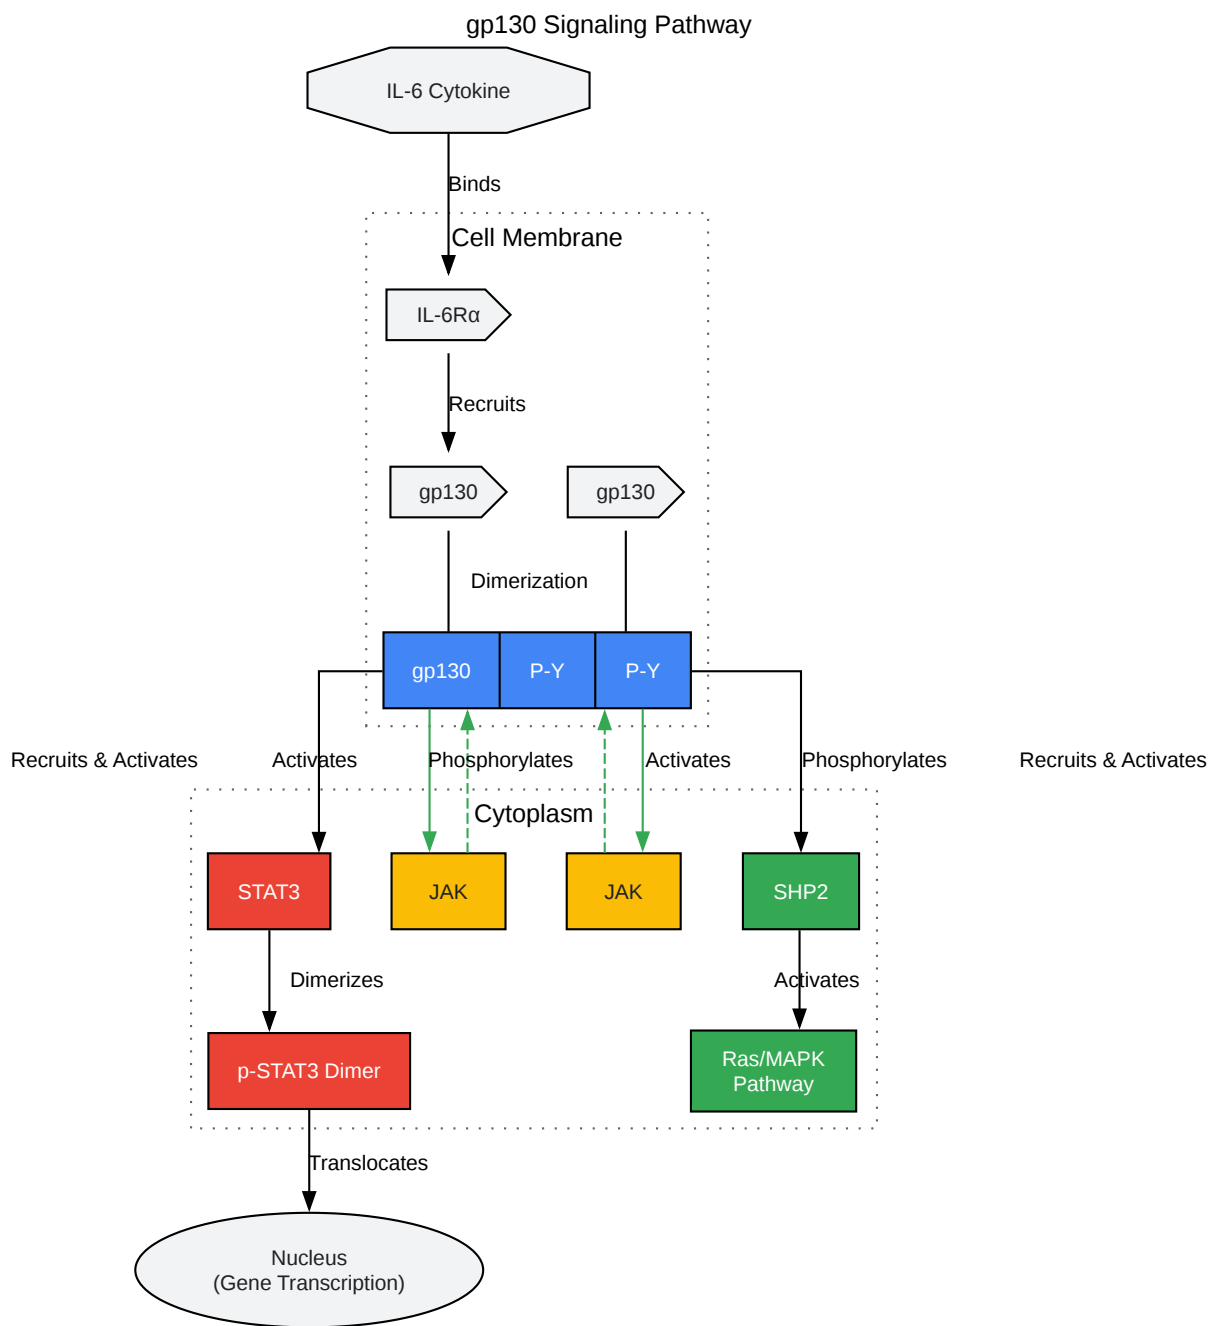 gp130 Signaling Pathway
IL-6 Cytokine
Binds
Cell Membrane
IL-6Rα
Recruits
gp130
gp130
Dimerization
gp130
P-Y
P-Y
Recruits & Activates
Activates
Phosphorylates
Activates
Phosphorylates
Recruits & Activates
Cytoplasm
STAT3
JAK
JAK
SHP2
Dimerizes
Activates
p-STAT3 Dimer
Ras/MAPK
Pathway
Translocates
Nucleus
(Gene Transcription)